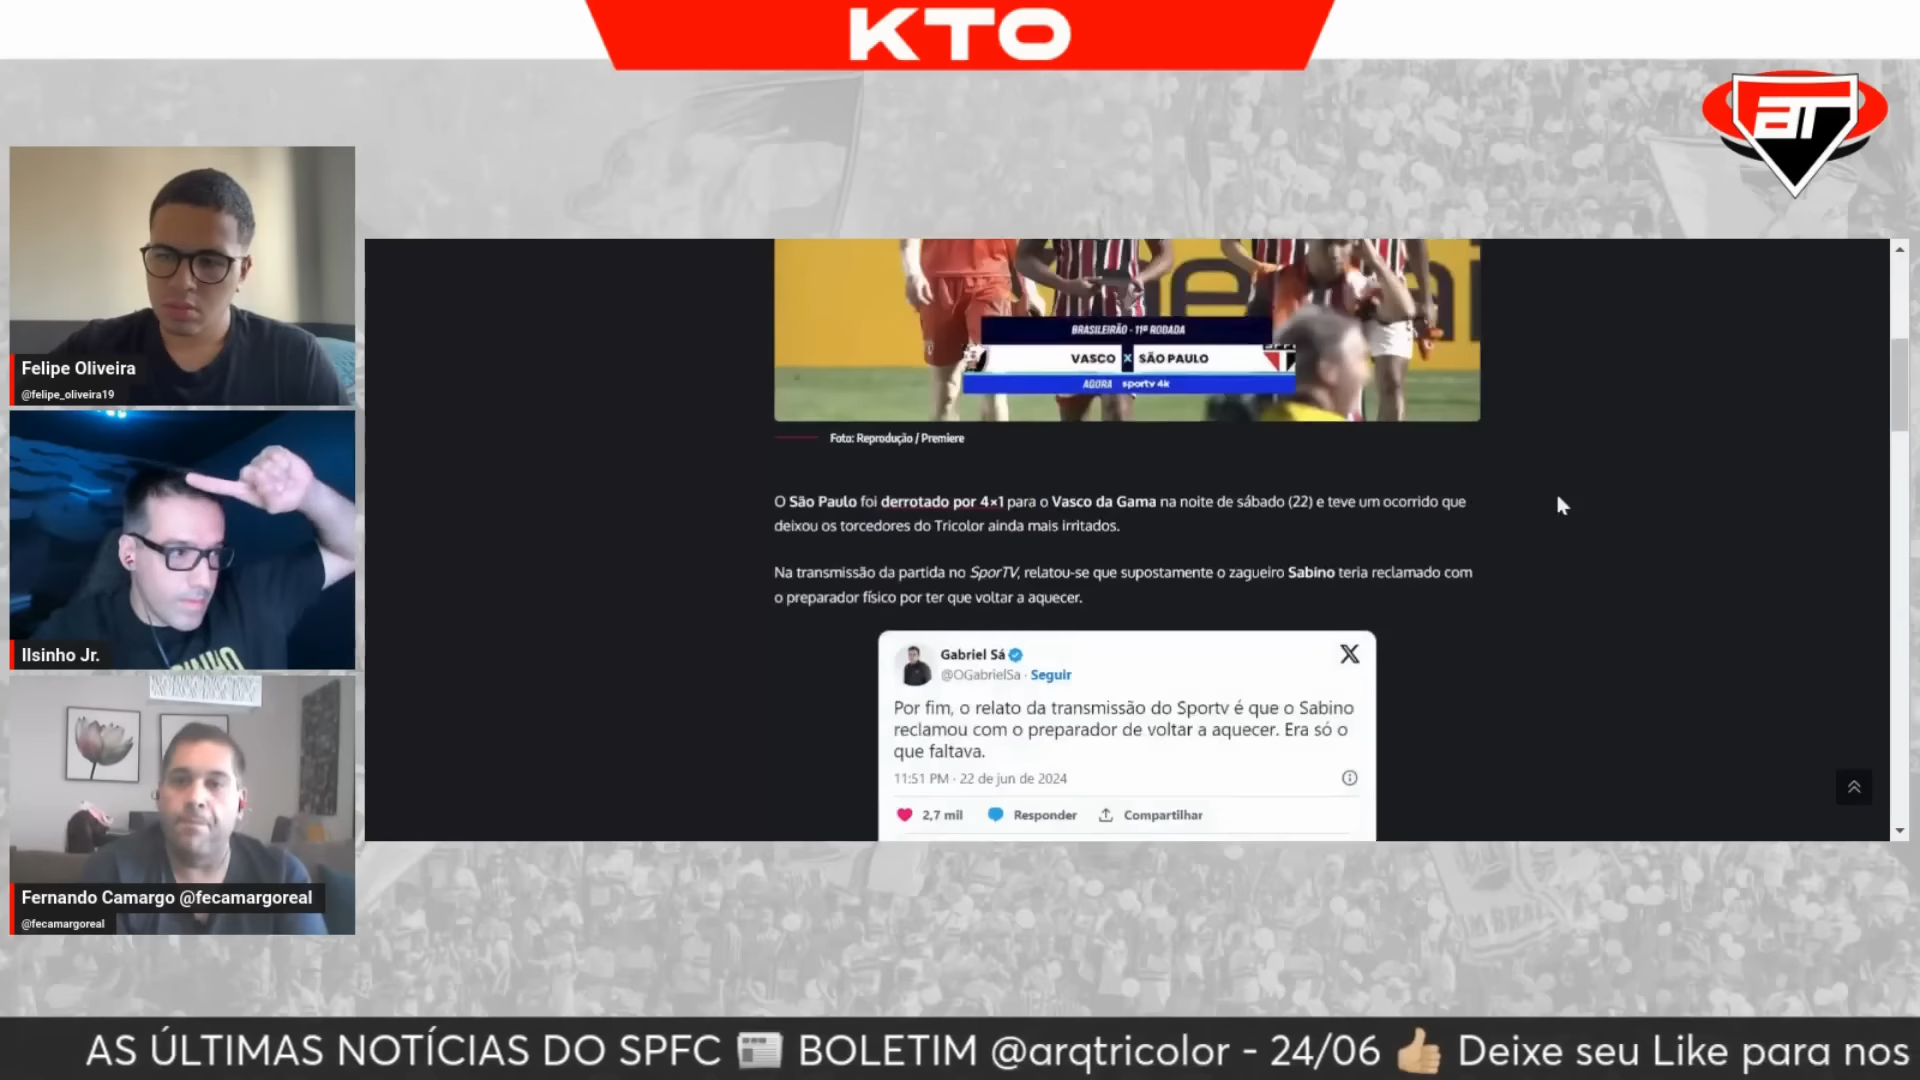 KTO
AT
Felipe Oliveira
@felipe_oliveira19
Ilsinho Jr.
Fernando Camargo @fecamargoreal
@fecamargoreal
BRASILEIRÃO - 11ª RODADA
VASCO X SÃO PAULO
AGORA sportv 4k
Foto: Reprodução / Premiere
O São Paulo foi derrotado por 4×1 para o Vasco da Gama na noite de sábado (22) e teve um ocorrido que
deixou os torcedores do Tricolor ainda mais irritados.
Na transmissão da partida no SporTV, relatou-se que supostamente o zagueiro Sabino teria reclamado com
o preparador físico por ter que voltar a aquecer.
Gabriel Sá
@OGabrielSa · Seguir
Por fim, o relato da transmissão do Sportv é que o Sabino
reclamou com o preparador de voltar a aquecer. Era só o
que faltava.
11:51 PM · 22 de jun de 2024
2,7 mil Responder Compartilhar
AS ÚLTIMAS NOTÍCIAS DO SPFC 📰 BOLETIM @arqtricolor - 24/06 👍🏼 Deixe seu Like para nos